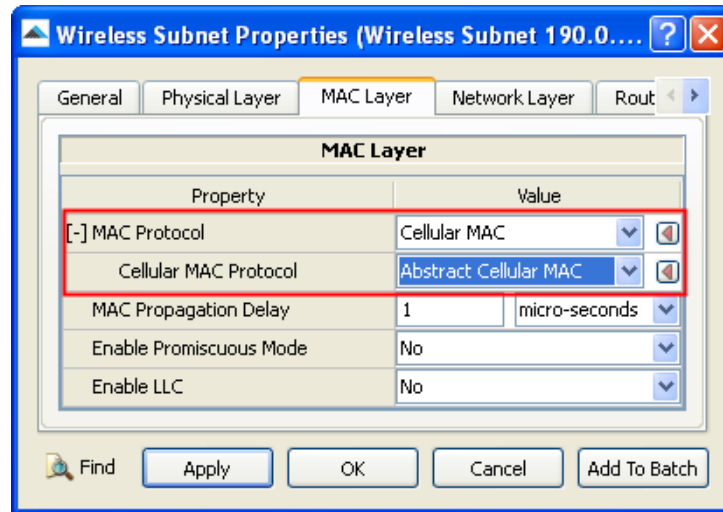 Wireless Subnet Properties (Wireless Subnet 190.0....
General Physical Layer MAC Layer Network Layer Rout
MAC Layer
Property Value
[-] MAC Protocol Cellular MAC
Cellular MAC Protocol Abstract Cellular MAC
MAC Propagation Delay 1 micro-seconds
Enable Promiscuous Mode No
Enable LLC No
Find Apply OK Cancel Add To Batch